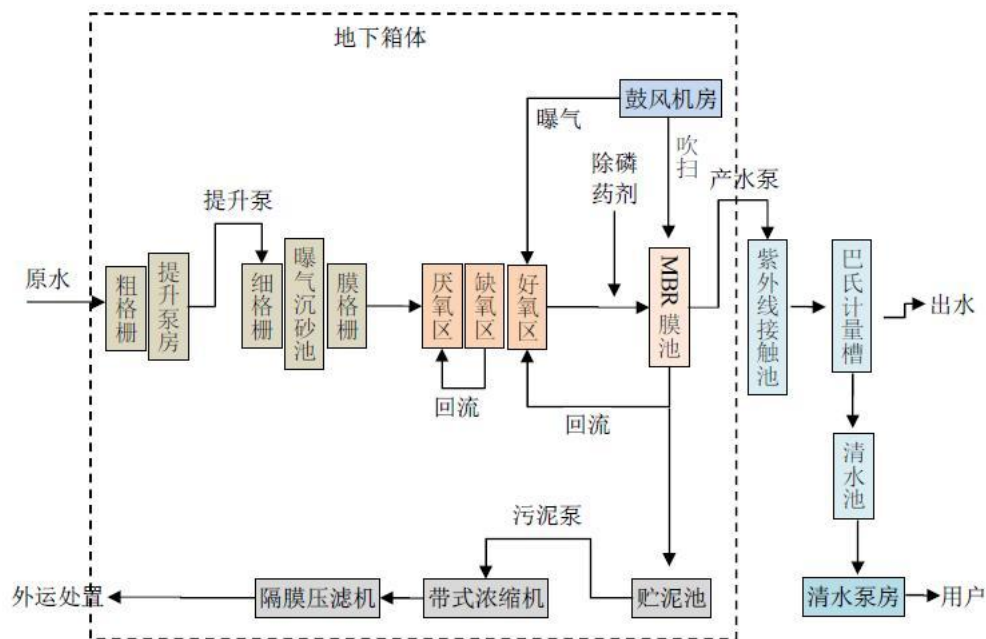 地下箱体
鼓风机房
曝气
吹扫
除磷
药剂
产水泵
提升泵
原水
粗格栅
提升泵房
细格栅
曝气沉砂池
膜格栅
厌氧区
缺氧区
好氧区
MBR膜池
紫外线接触池
巴氏计量槽
出水
回流
回流
清水池
污泥泵
外运处置
隔膜压滤机
带式浓缩机
贮泥池
清水泵房
用户